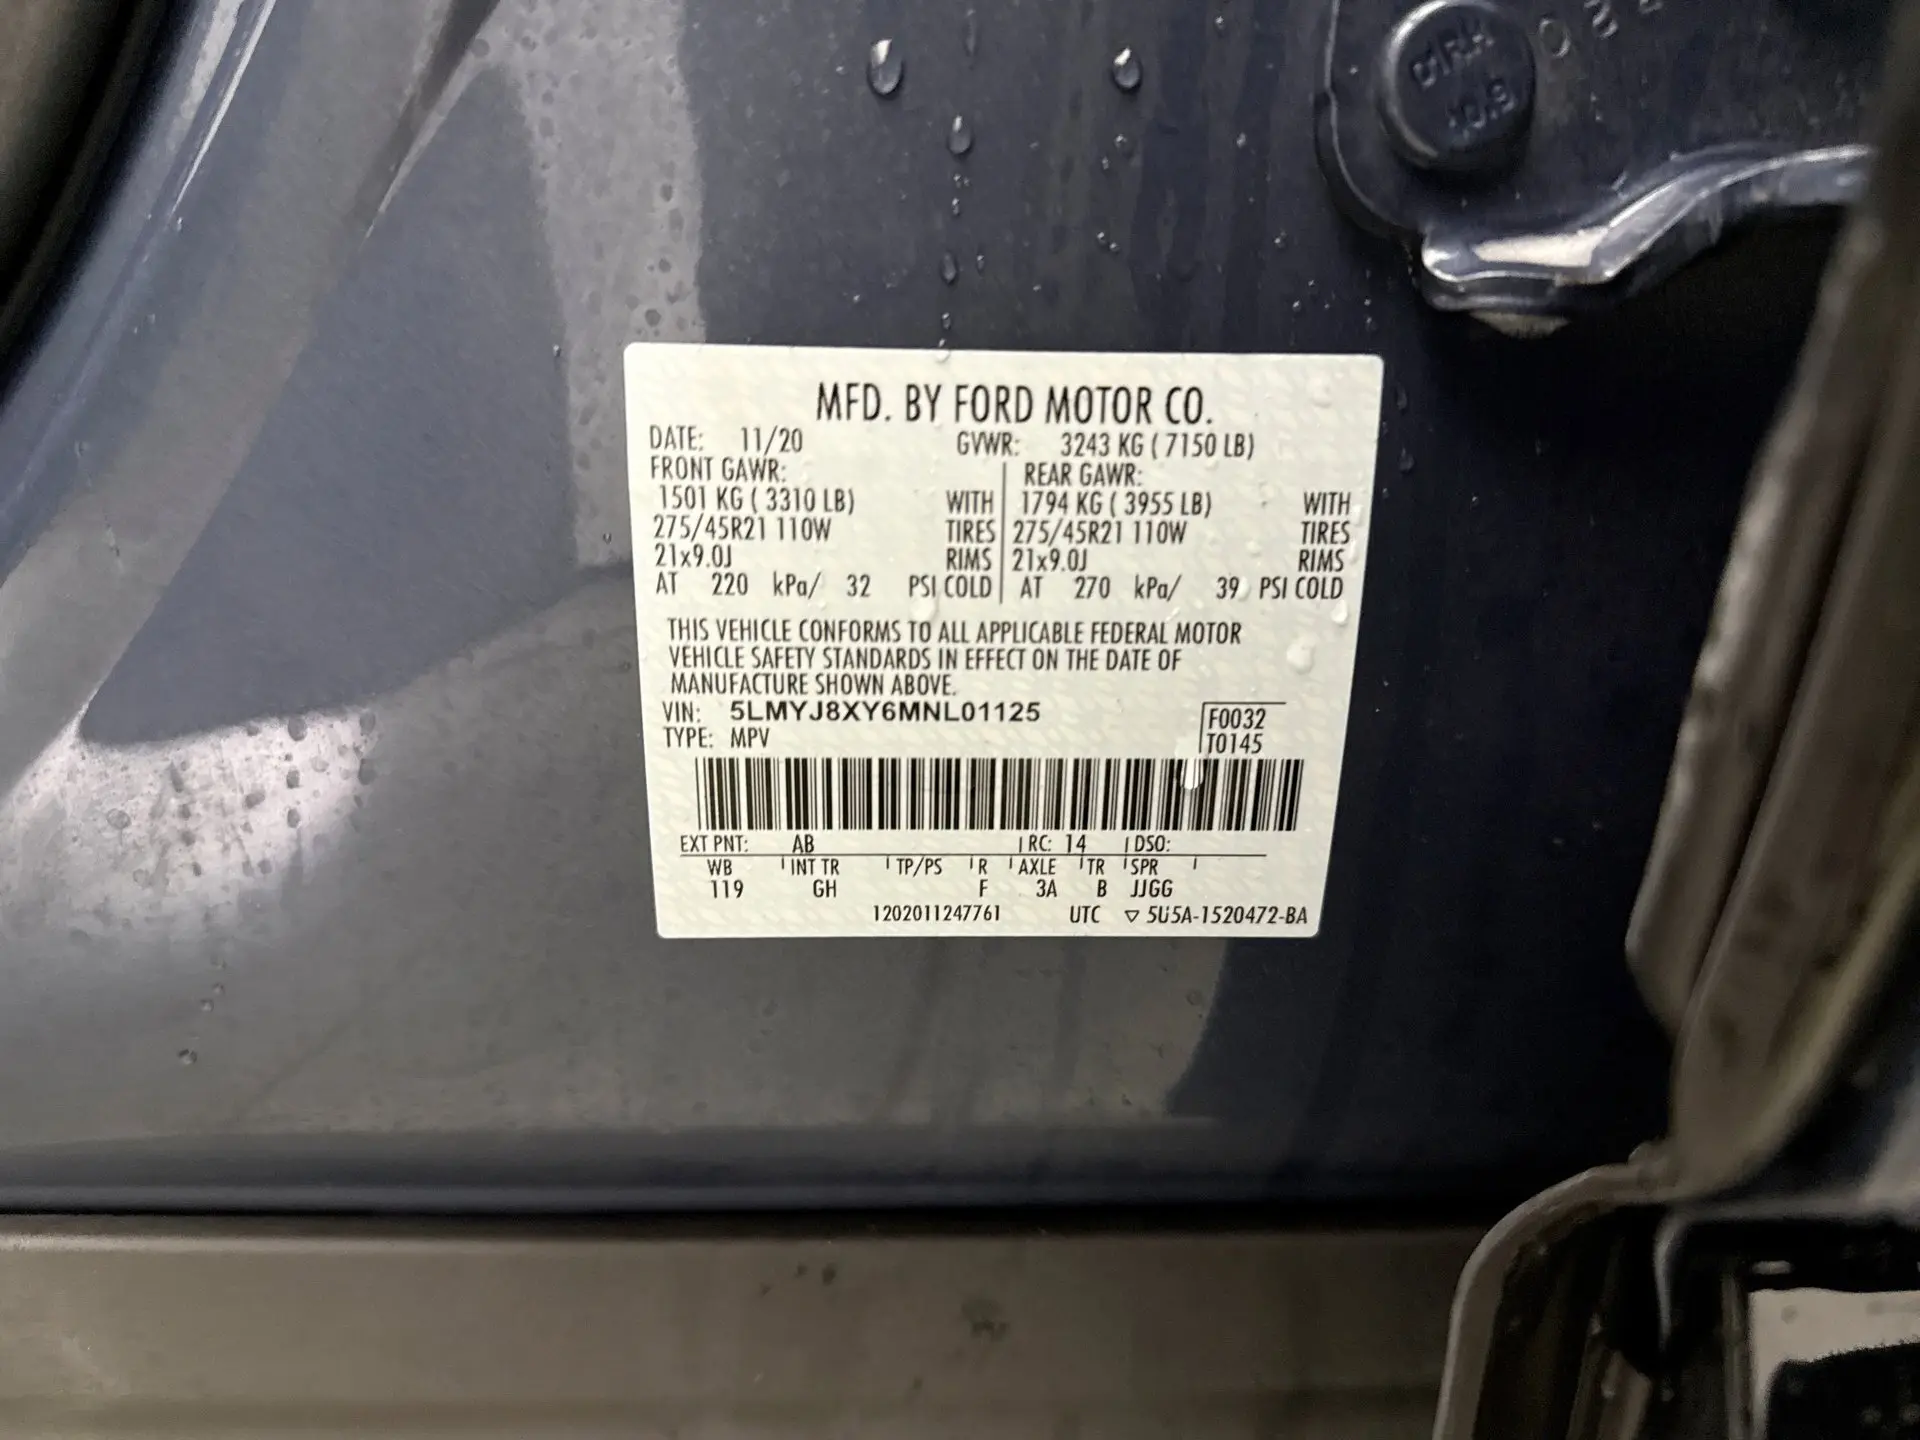 MFD. BY FORD MOTOR CO.
DATE: 11/20 GVWR: 3243 KG ( 7150 LB)
FRONT GAWR: REAR GAWR:
1501 KG ( 3310 LB) WITH 1794 KG ( 3955 LB) WITH
275/45R21 110W TIRES 275/45R21 110W TIRES
21x9.0J RIMS 21x9.0J RIMS
AT 220 kPa/ 32 PSI COLD AT 270 kPa/ 39 PSI COLD
THIS VEHICLE CONFORMS TO ALL APPLICABLE FEDERAL MOTOR
VEHICLE SAFETY STANDARDS IN EFFECT ON THE DATE OF
MANUFACTURE SHOWN ABOVE.
VIN: 5LMYJ8XY6MNL01125 F0032
TYPE: MPV T0145
EXT PNT: AB RC: 14 DSO:
WB INT TR TP/PS R AXLE TR SPR
119 GH F 3A B JJGG
1202011247761 UTC ▽ 5U5A-1520472-BA